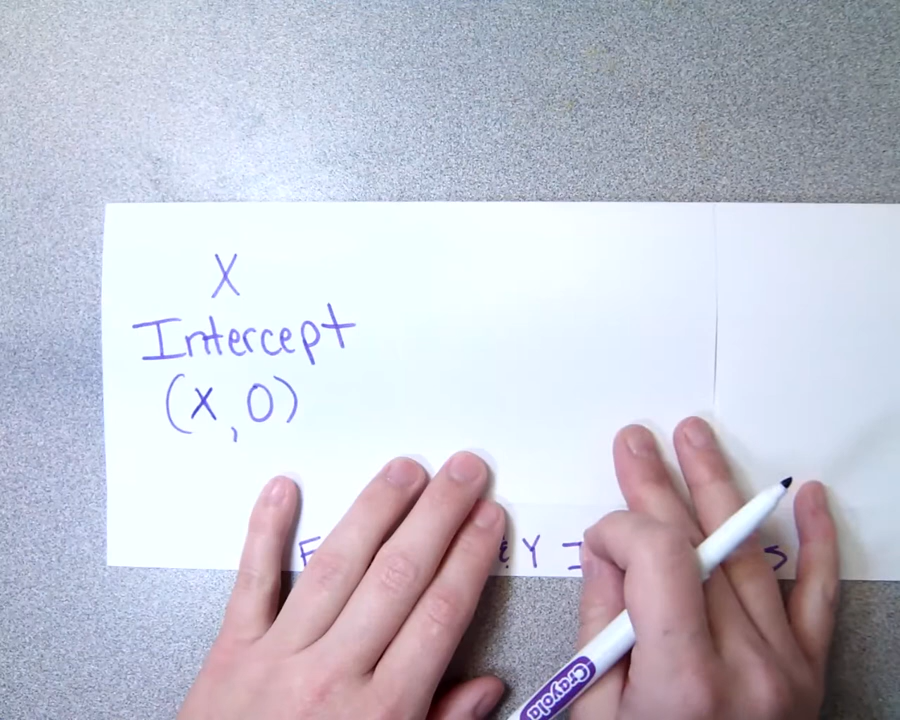 X
Intercept
(X, 0)
& Y
Crayola